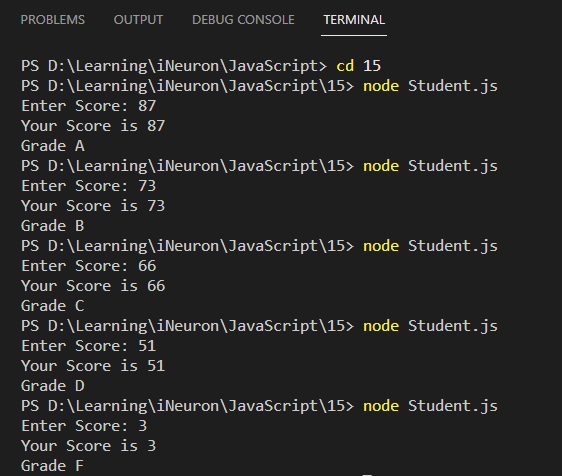 PROBLEMS OUTPUT DEBUG CONSOLE TERMINAL
PS D:\Learning\iNeuron\JavaScript> cd 15
PS D:\Learning\iNeuron\JavaScript\15> node Student.js
Enter Score: 87
Your Score is 87
Grade A
PS D:\Learning\iNeuron\JavaScript\15> node Student.js
Enter Score: 73
Your Score is 73
Grade B
PS D:\Learning\iNeuron\JavaScript\15> node Student.js
Enter Score: 66
Your Score is 66
Grade C
PS D:\Learning\iNeuron\JavaScript\15> node Student.js
Enter Score: 51
Your Score is 51
Grade D
PS D:\Learning\iNeuron\JavaScript\15> node Student.js
Enter Score: 3
Your Score is 3
Grade F